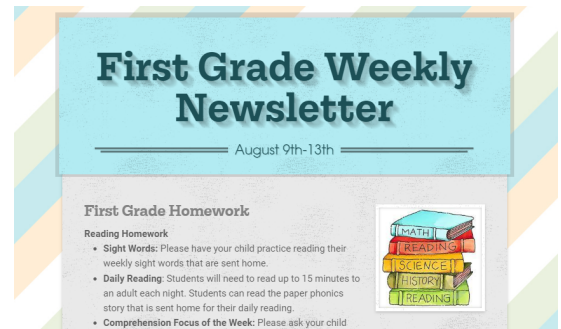 First Grade Weekly
Newsletter
August 9th-13th
First Grade Homework
Reading Homework
• Sight Words: Please have your child practice reading their
weekly sight words that are sent home.
• Daily Reading: Students will need to read up to 15 minutes to
an adult each night. Students can read the paper phonics
story that is sent home for their daily reading.
• Comprehension Focus of the Week: Please ask your child
MATH
READING
SCIENCE
HISTORY
READING